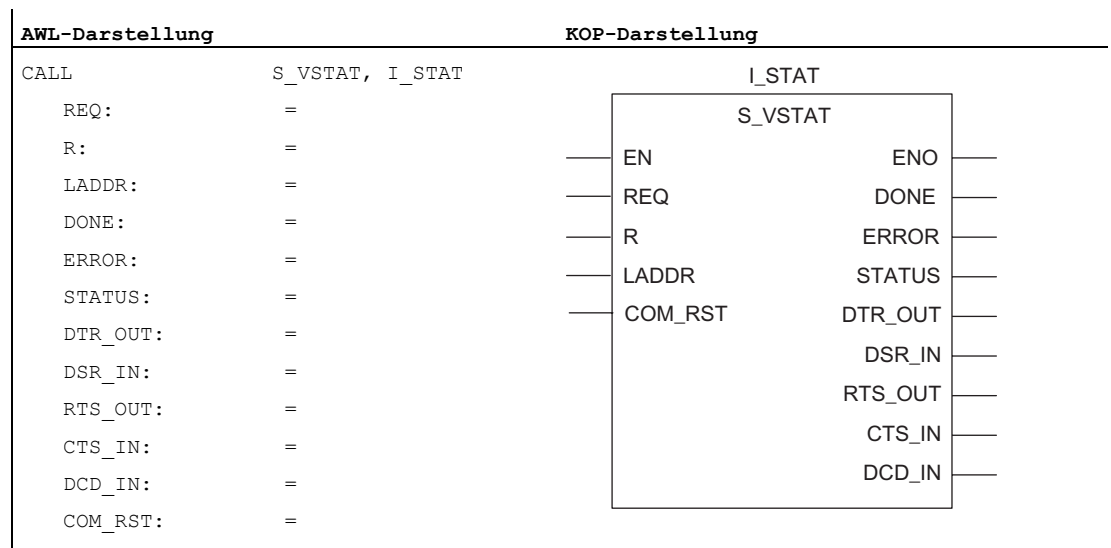 AWL-Darstellung
KOP-Darstellung
CALL S_VSTAT, I_STAT
REQ: =
R: =
LADDR: =
DONE: =
ERROR: =
STATUS: =
DTR_OUT: =
DSR_IN: =
RTS_OUT: =
CTS_IN: =
DCD_IN: =
COM_RST: =
I_STAT
S_VSTAT
EN ENO
REQ DONE
R ERROR
LADDR STATUS
COM_RST DTR_OUT
DSR_IN
RTS_OUT
CTS_IN
DCD_IN